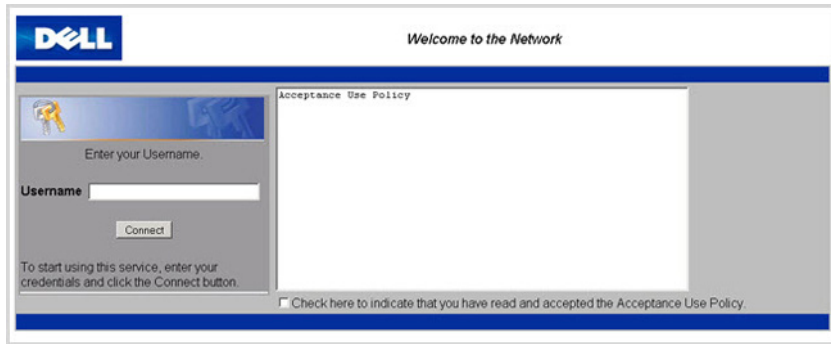 DELL
Welcome to the Network
Acceptance Use Policy
Enter your Username.
Username
Connect
To start using this service, enter your
credentials and click the Connect button.
Check here to indicate that you have read and accepted the Acceptance Use Policy.